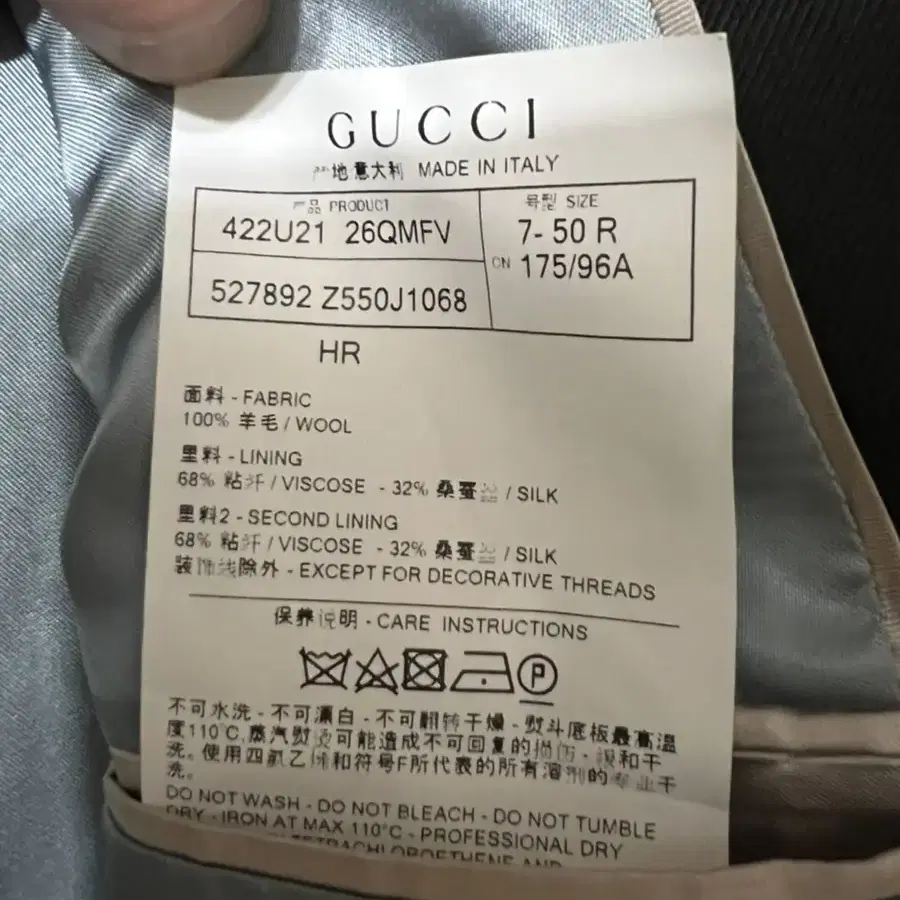 GUCCI
产地意大利 MADE IN ITALY
产品 PRODUCT
422U21 26QMFV
527892 Z550J1068
号型 SIZE
7- 50 R
CN 175/96A
HR
面料 - FABRIC
100% 羊毛 / WOOL
里料 - LINING
68% 粘纤 / VISCOSE - 32% 桑蚕丝 / SILK
里料2 - SECOND LINING
68% 粘纤 / VISCOSE - 32% 桑蚕丝 / SILK
装饰线除外 - EXCEPT FOR DECORATIVE THREADS
保养说明 - CARE INSTRUCTIONS
P
不可水洗 - 不可漂白 - 不可翻转干燥 - 熨斗底板最高温
度110°C,蒸汽熨烫可能造成不可回复的损伤 - 缓和干
洗。使用四氯乙烯和符号F所代表的所有溶剂的专业干
洗。
DO NOT WASH - DO NOT BLEACH - DO NOT TUMBLE
DRY - IRON AT MAX 110°C - PROFESSIONAL DRY
TETRACHLOROETHENE AND